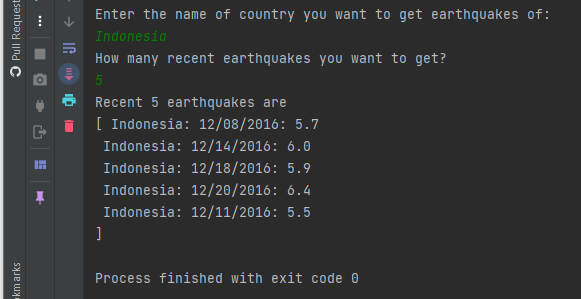 Pull Request
okmarks
Enter the name of country you want to get earthquakes of:
Indonesia
How many recent earthquakes you want to get?
5
Recent 5 earthquakes are
[ Indonesia: 12/08/2016: 5.7
Indonesia: 12/14/2016: 6.0
Indonesia: 12/18/2016: 5.9
Indonesia: 12/20/2016: 6.4
Indonesia: 12/11/2016: 5.5
]
Process finished with exit code 0